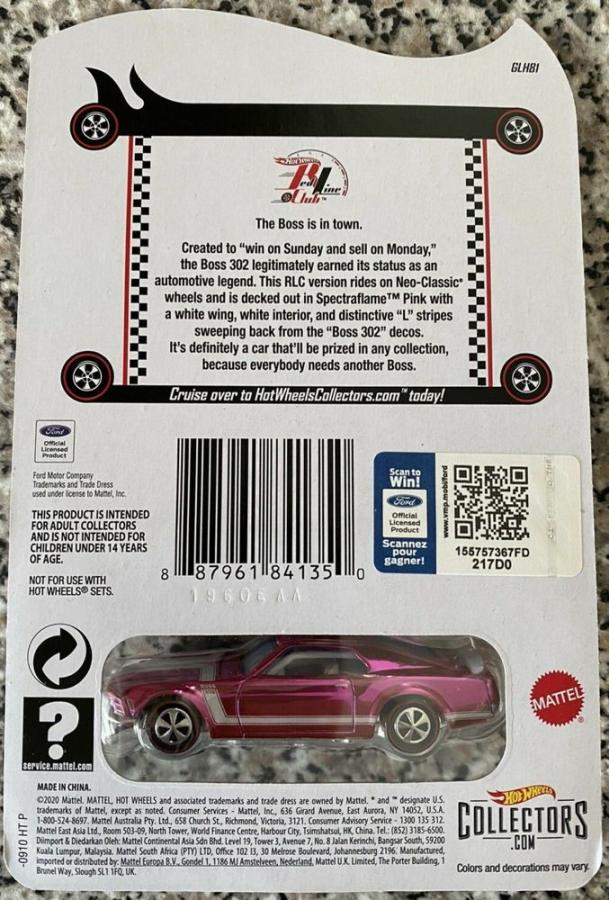 GLH81
Hot Wheels
Red Line
Club™
The Boss is in town.
Created to “win on Sunday and sell on Monday,”
the Boss 302 legitimately earned its status as an
automotive legend. This RLC version rides on Neo-Classic®
wheels and is decked out in Spectraflame™ Pink with
a white wing, white interior, and distinctive “L” stripes
sweeping back from the “Boss 302” decos.
It’s definitely a car that’ll be prized in any collection,
because everybody needs another Boss.
Cruise over to HotWheelsCollectors.com™ today!
Ford
Official
Licensed
Product
Ford Motor Company
Trademarks and Trade Dress
used under license to Mattel, Inc.
THIS PRODUCT IS INTENDED
FOR ADULT COLLECTORS
AND IS NOT INTENDED FOR
CHILDREN UNDER 14 YEARS
OF AGE.
NOT FOR USE WITH
HOT WHEELS® SETS.
8 87961 84135 0
19606AA
Scan to
Win!
Ford
Official
Licensed
Product
Scannez
pour
gagner!
www.vmp.mobi/ford
155757367FD
217D0
?
service.mattel.com
MATTEL®
MADE IN CHINA.
©2020 Mattel. MATTEL, HOT WHEELS and associated trademarks and trade dress are owned by Mattel. ® and ™ designate U.S.
trademarks of Mattel, except as noted. Consumer Services - Mattel, Inc., 636 Girard Avenue, East Aurora, NY 14052, U.S.A.
1-800-524-8697. Mattel Australia Pty. Ltd., 658 Church St., Richmond, Victoria, 3121. Consumer Advisory Service - 1300 135 312.
Mattel East Asia Ltd., Room 503-09, North Tower, World Finance Centre, Harbour City, Tsimshatsui, HK, China. Tel.: (852) 3185-6500.
Diimport & Diedarkan Oleh: Mattel Continental Asia Sdn Bhd. Level 19, Tower 3, Avenue 7, No. 8 Jalan Kerinchi, Bangsar South, 59200
Kuala Lumpur, Malaysia. Mattel South Africa (PTY) LTD, Office 102 I3, 30 Melrose Boulevard, Johannesburg 2196. Manufactured,
imported or distributed by: Mattel Europa B.V., Gondel 1, 1186 MJ Amstelveen, Nederland, Mattel U.K. Limited, The Porter Building, 1
Brunel Way, Slough SL1 1FQ, UK.
-0910 HT P
Hot Wheels
COLLECTORS
.COM™
Colors and decorations may vary.